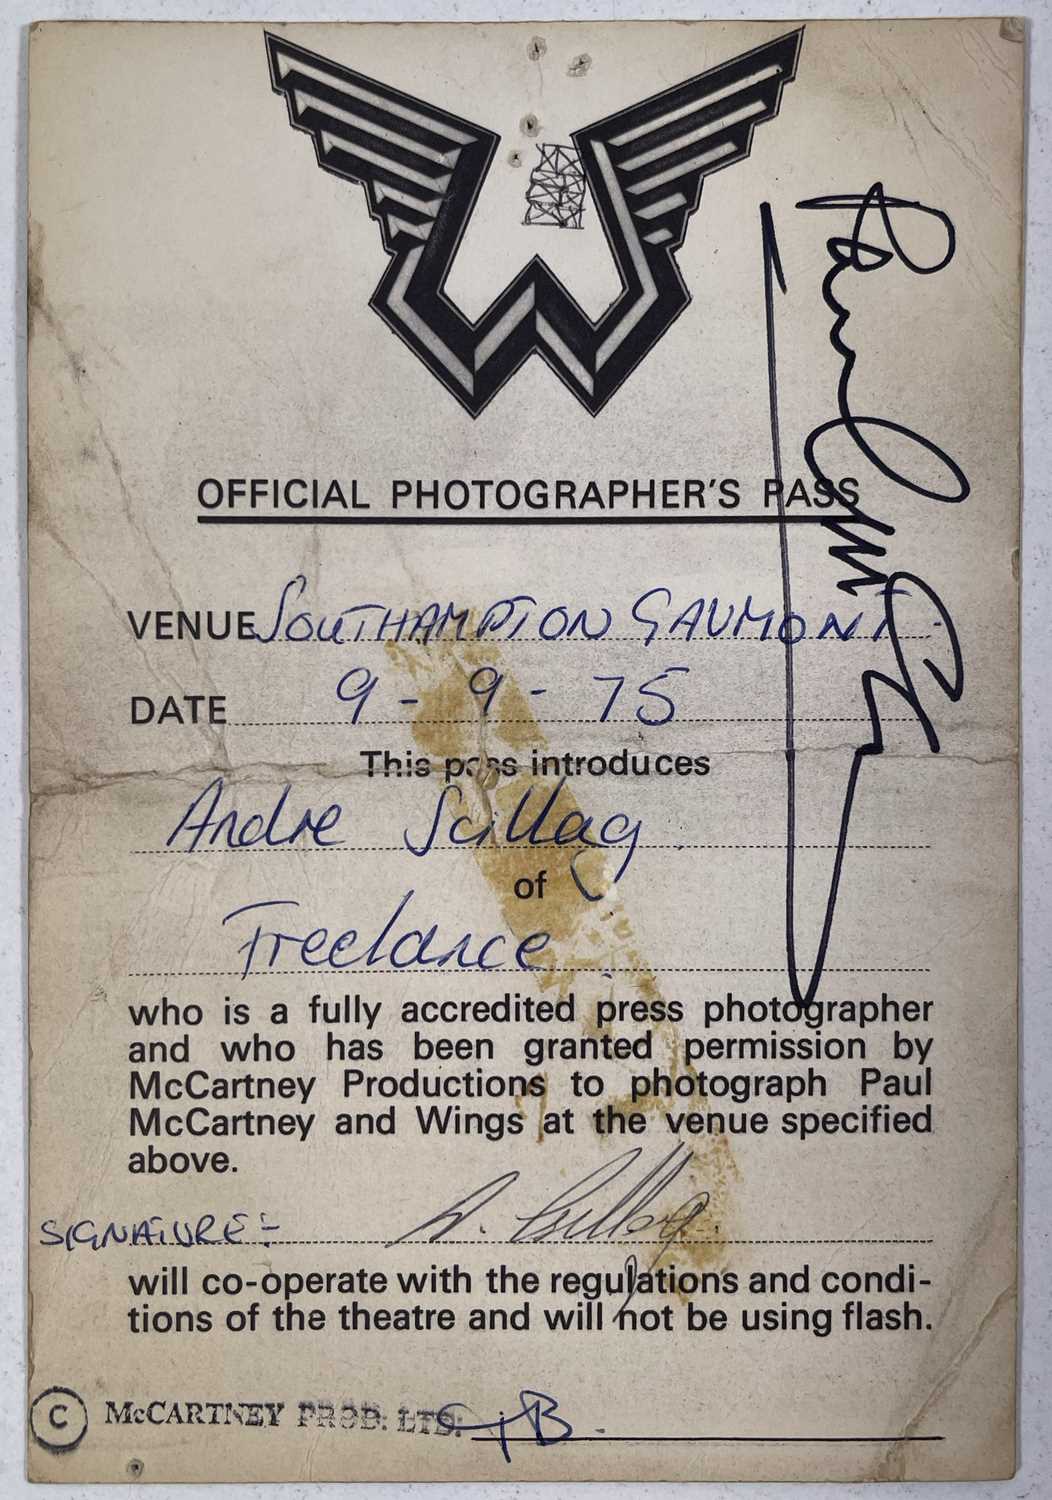 OFFICIAL PHOTOGRAPHER'S PASS
VENUE SOUTHAMPTON GAUMONT
DATE 9 - 9 - 75
This pass introduces
Andre Scillag
of
Freelance
who is a fully accredited press photographer
and who has been granted permission by
McCartney Productions to photograph Paul
McCartney and Wings at the venue specified
above.
SIGNATURE:-
will co-operate with the regulations and condi-
tions of the theatre and will not be using flash.
C McCARTNEY PROD. LTD.
Paul McC